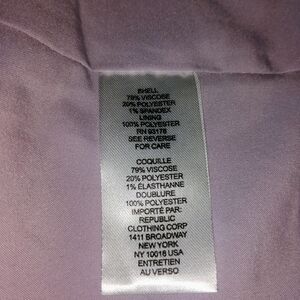 SHELL
79% VISCOSE
20% POLYESTER
1% SPANDEX
LINING
100% POLYESTER
RN 93176
SEE REVERSE
FOR CARE
COQUILLE
79% VISCOSE
20% POLYESTER
1% ÉLASTHANNE
DOUBLURE
100% POLYESTER
IMPORTÉ PAR:
REPUBLIC
CLOTHING CORP
1411 BROADWAY
NEW YORK
NY 10018 USA
ENTRETIEN
AU VERSO